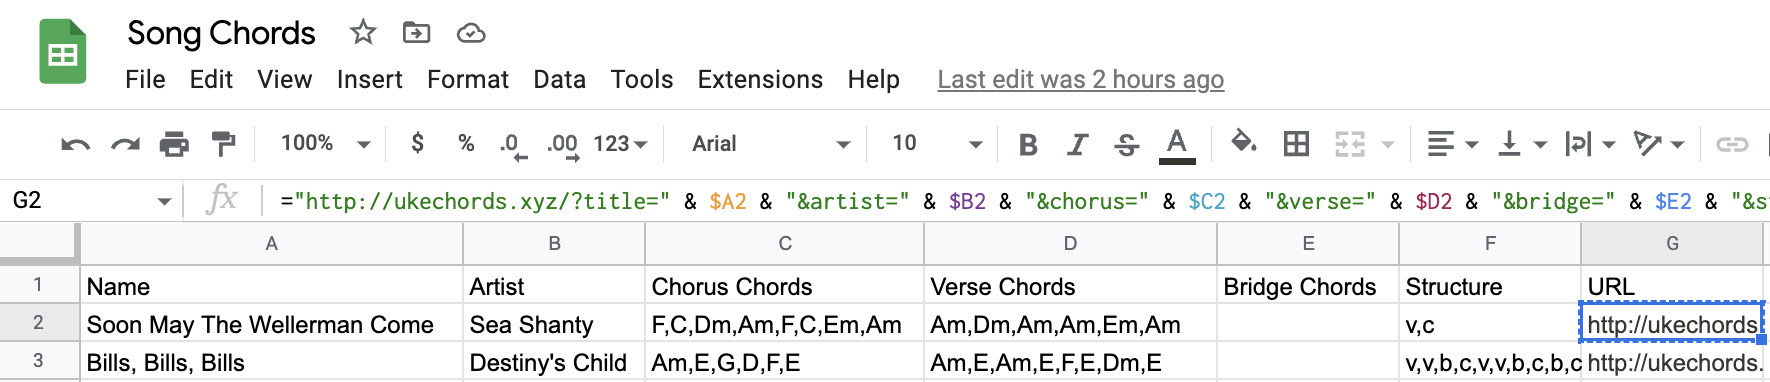 Song Chords
File Edit View Insert Format Data Tools Extensions Help Last edit was 2 hours ago
100% $ % .0 .00 123 Arial 10 B I S A
G2 fx ="http://ukechords.xyz/?title=" & $A2 & "&artist=" & $B2 & "&chorus=" & $C2 & "&verse=" & $D2 & "&bridge=" & $E2 & "&s
A B C D E F G
1 Name Artist Chorus Chords Verse Chords Bridge Chords Structure URL
2 Soon May The Wellerman Come Sea Shanty F,C,Dm,Am,F,C,Em,Am Am,Dm,Am,Am,Em,Am v,c http://ukechords.
3 Bills, Bills, Bills Destiny's Child Am,E,G,D,F,E Am,E,Am,E,F,E,Dm,E v,v,b,c,v,v,b,c,b,c http://ukechords.